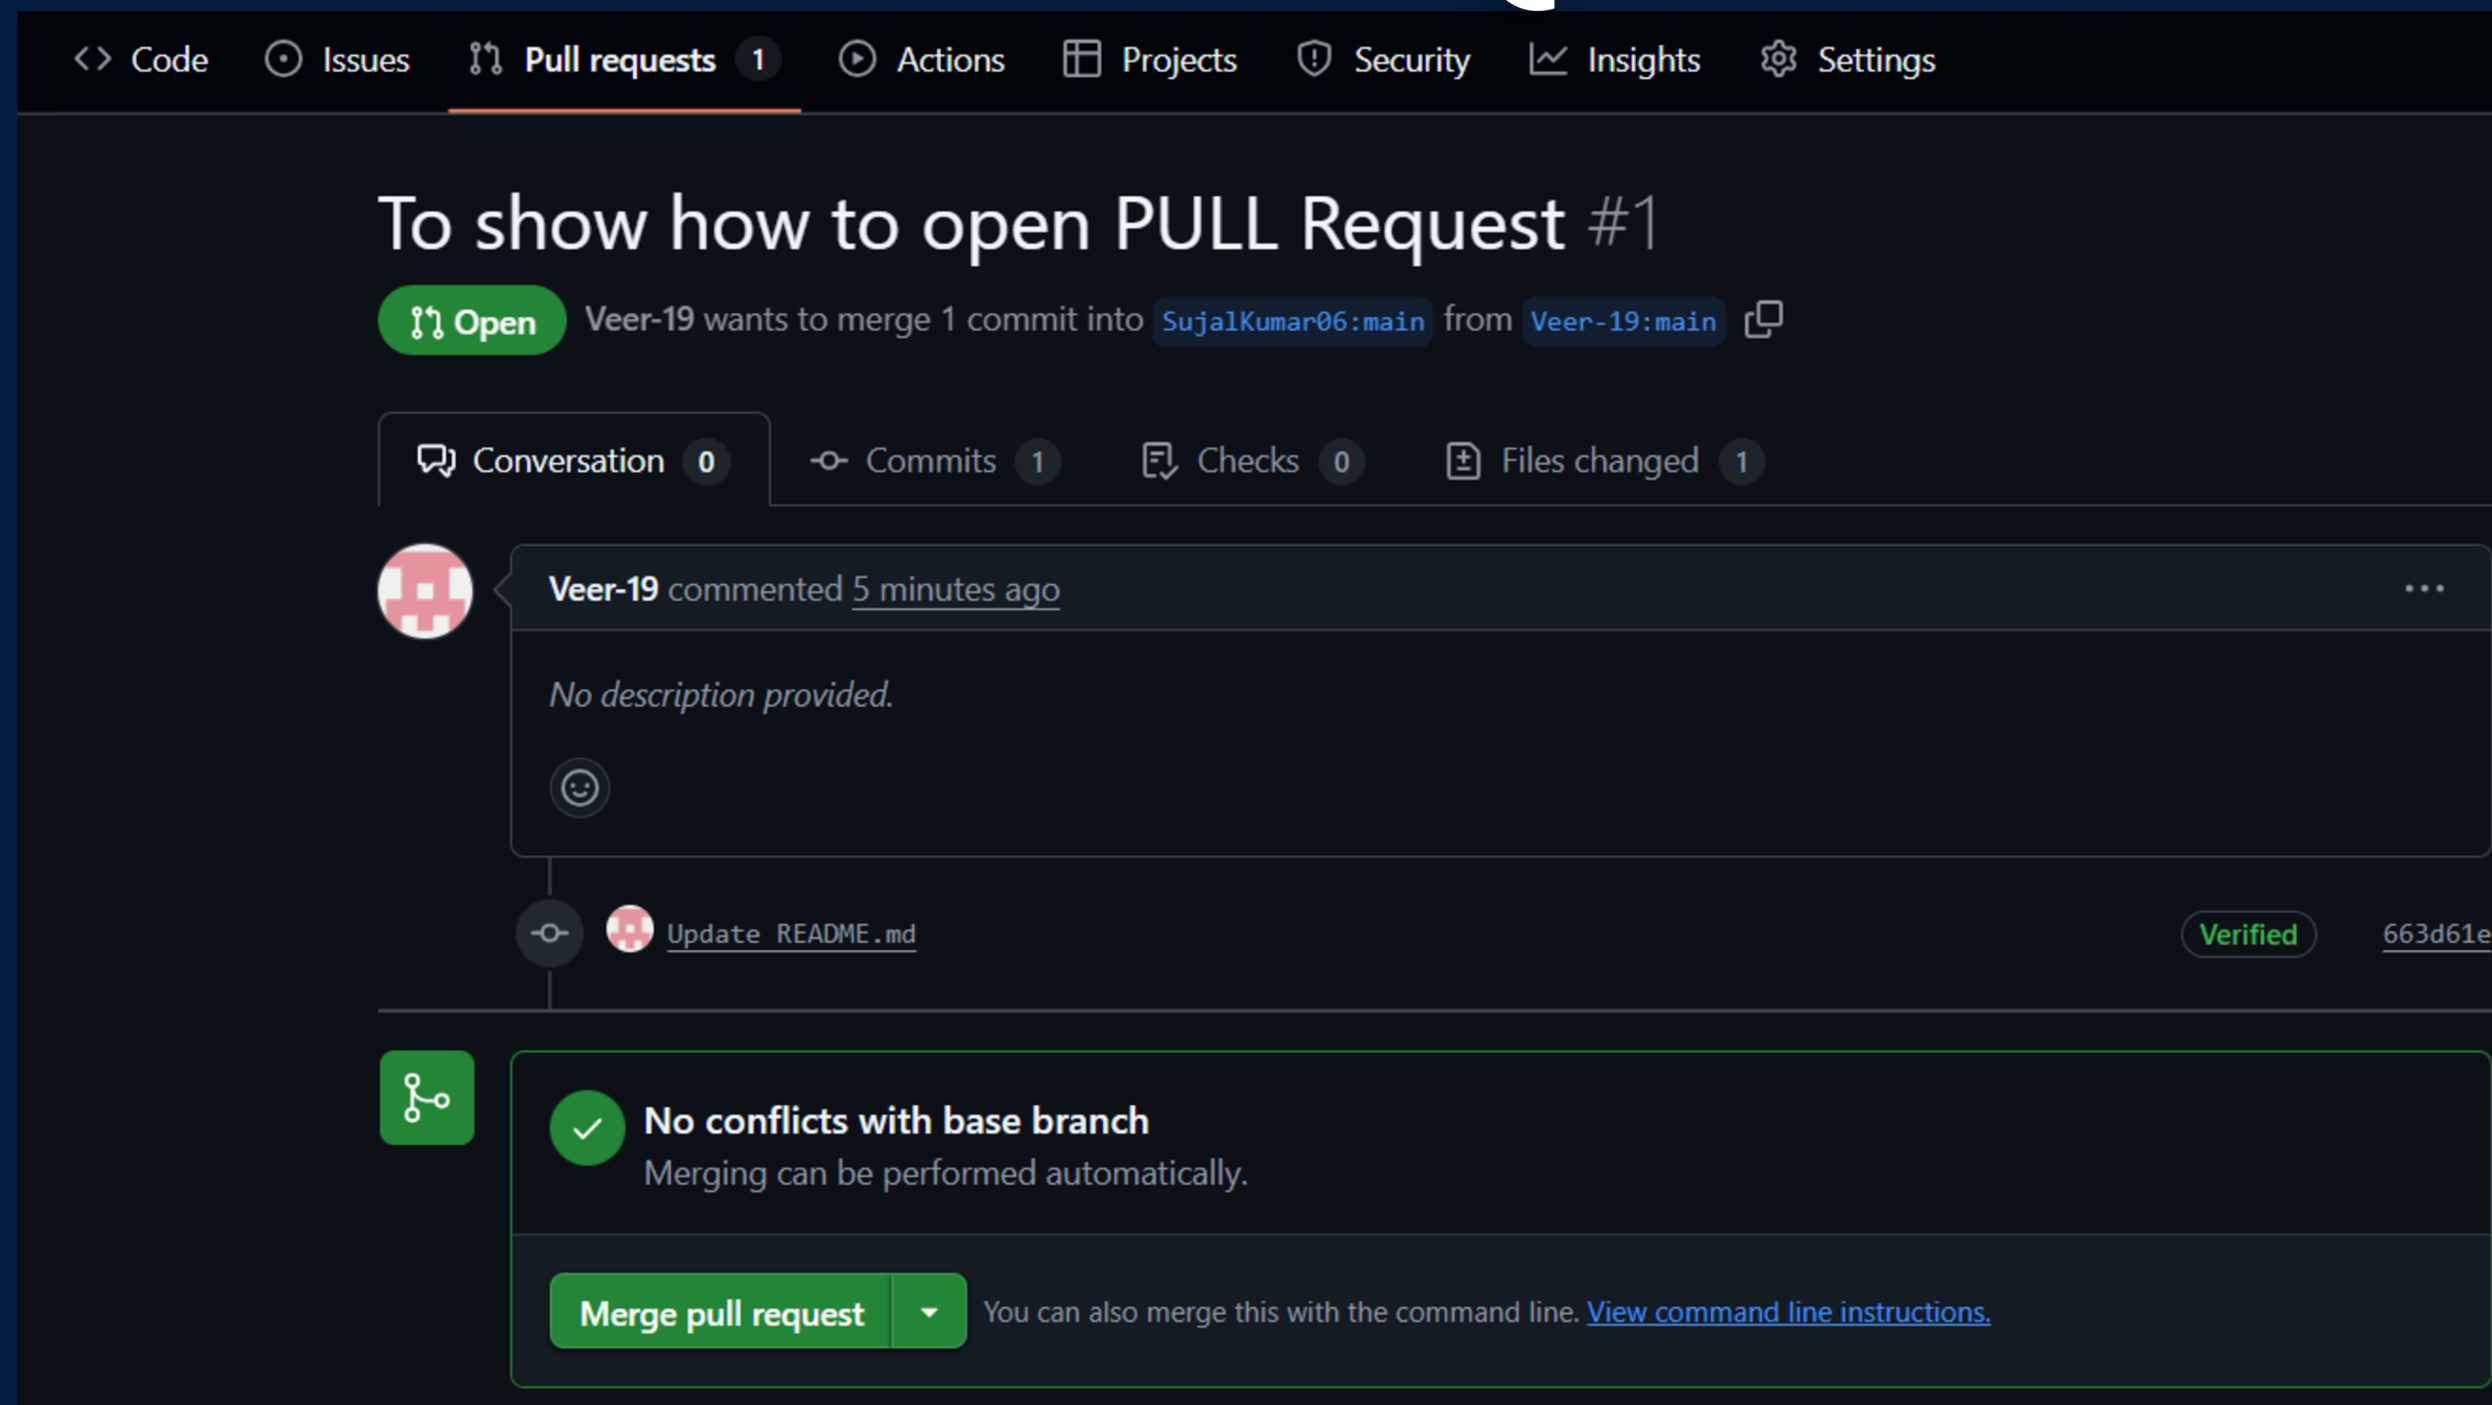 Code Issues Pull requests 1 Actions Projects Security Insights Settings
To show how to open PULL Request #1
Open Veer-19 wants to merge 1 commit into SujalKumar06:main from Veer-19:main
Conversation 0 Commits 1 Checks 0 Files changed 1
Veer-19 commented 5 minutes ago
No description provided.
Update README.md Verified 663d61e
No conflicts with base branch
Merging can be performed automatically.
Merge pull request You can also merge this with the command line. View command line instructions.